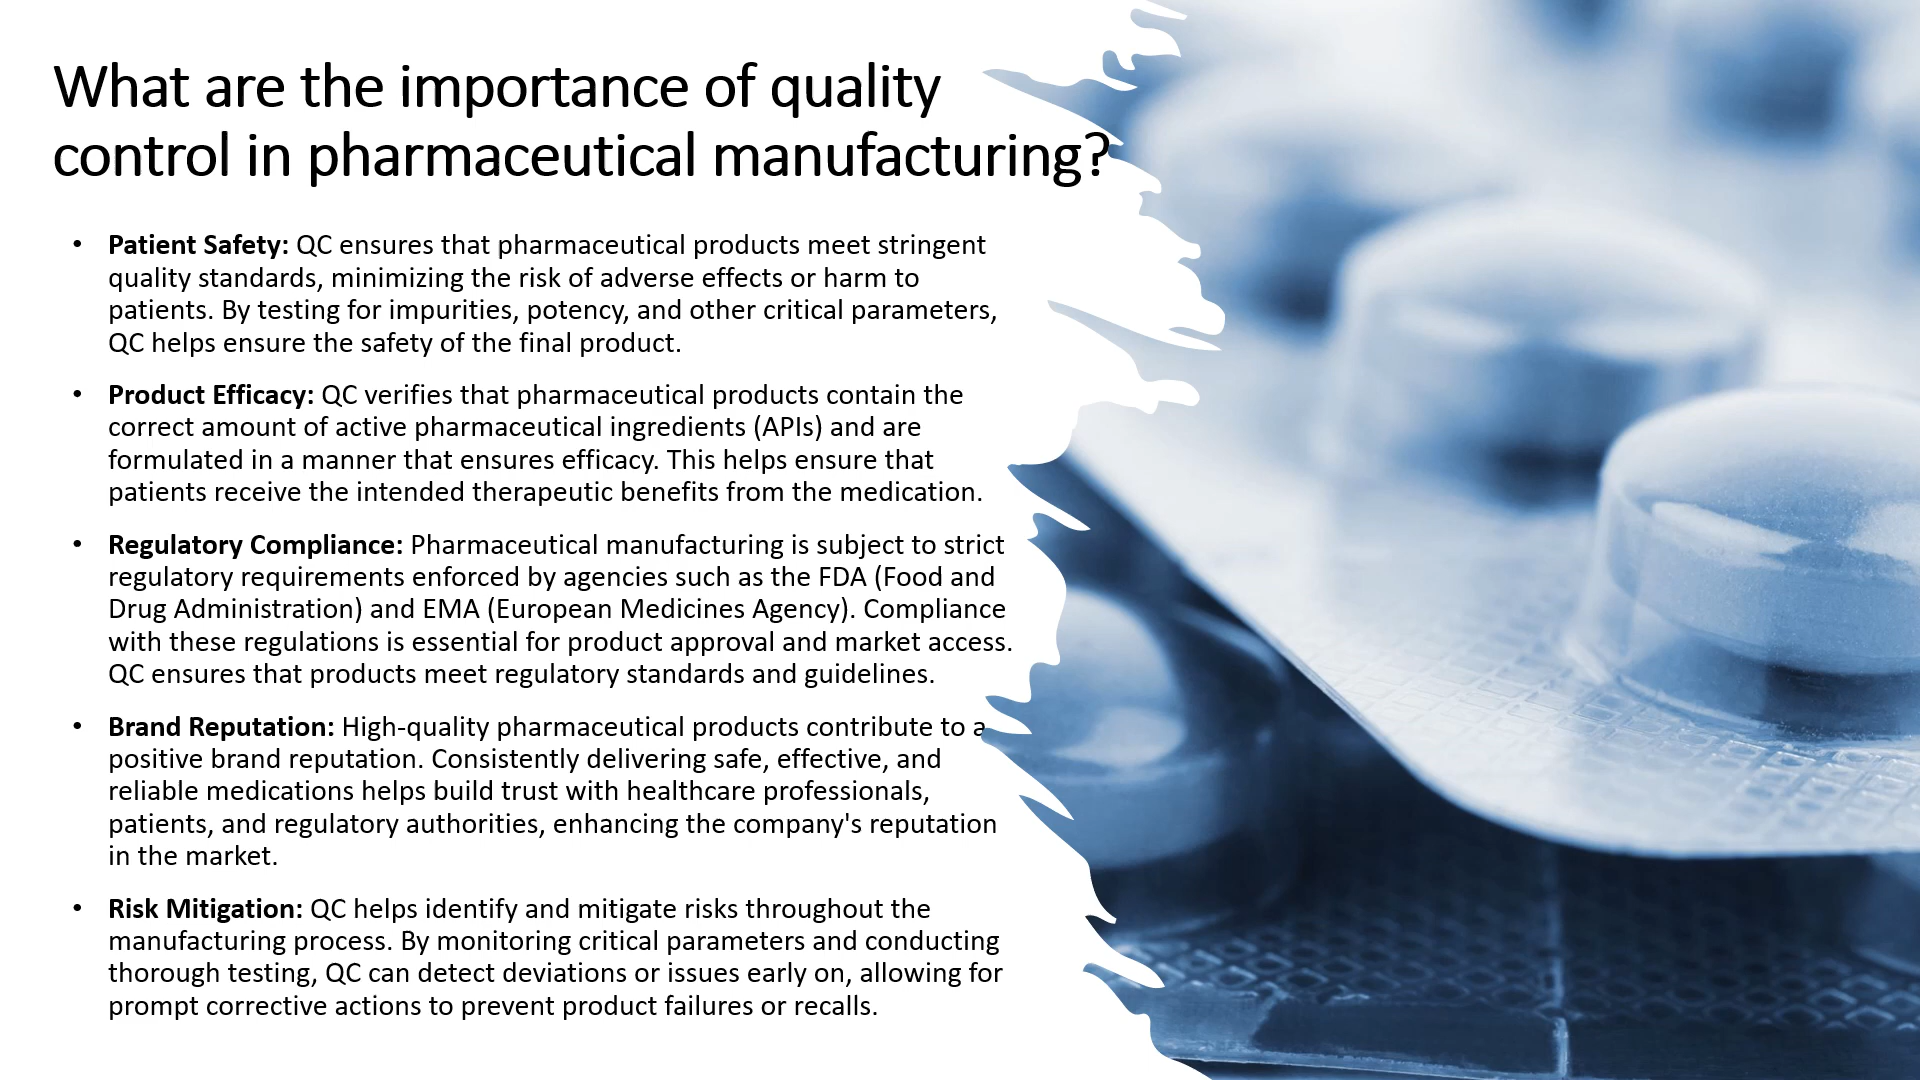 What are the importance of quality
control in pharmaceutical manufacturing?
• Patient Safety: QC ensures that pharmaceutical products meet stringent
quality standards, minimizing the risk of adverse effects or harm to
patients. By testing for impurities, potency, and other critical parameters,
QC helps ensure the safety of the final product.
• Product Efficacy: QC verifies that pharmaceutical products contain the
correct amount of active pharmaceutical ingredients (APIs) and are
formulated in a manner that ensures efficacy. This helps ensure that
patients receive the intended therapeutic benefits from the medication.
• Regulatory Compliance: Pharmaceutical manufacturing is subject to strict
regulatory requirements enforced by agencies such as the FDA (Food and
Drug Administration) and EMA (European Medicines Agency). Compliance
with these regulations is essential for product approval and market access.
QC ensures that products meet regulatory standards and guidelines.
• Brand Reputation: High-quality pharmaceutical products contribute to a
positive brand reputation. Consistently delivering safe, effective, and
reliable medications helps build trust with healthcare professionals,
patients, and regulatory authorities, enhancing the company's reputation
in the market.
• Risk Mitigation: QC helps identify and mitigate risks throughout the
manufacturing process. By monitoring critical parameters and conducting
thorough testing, QC can detect deviations or issues early on, allowing for
prompt corrective actions to prevent product failures or recalls.